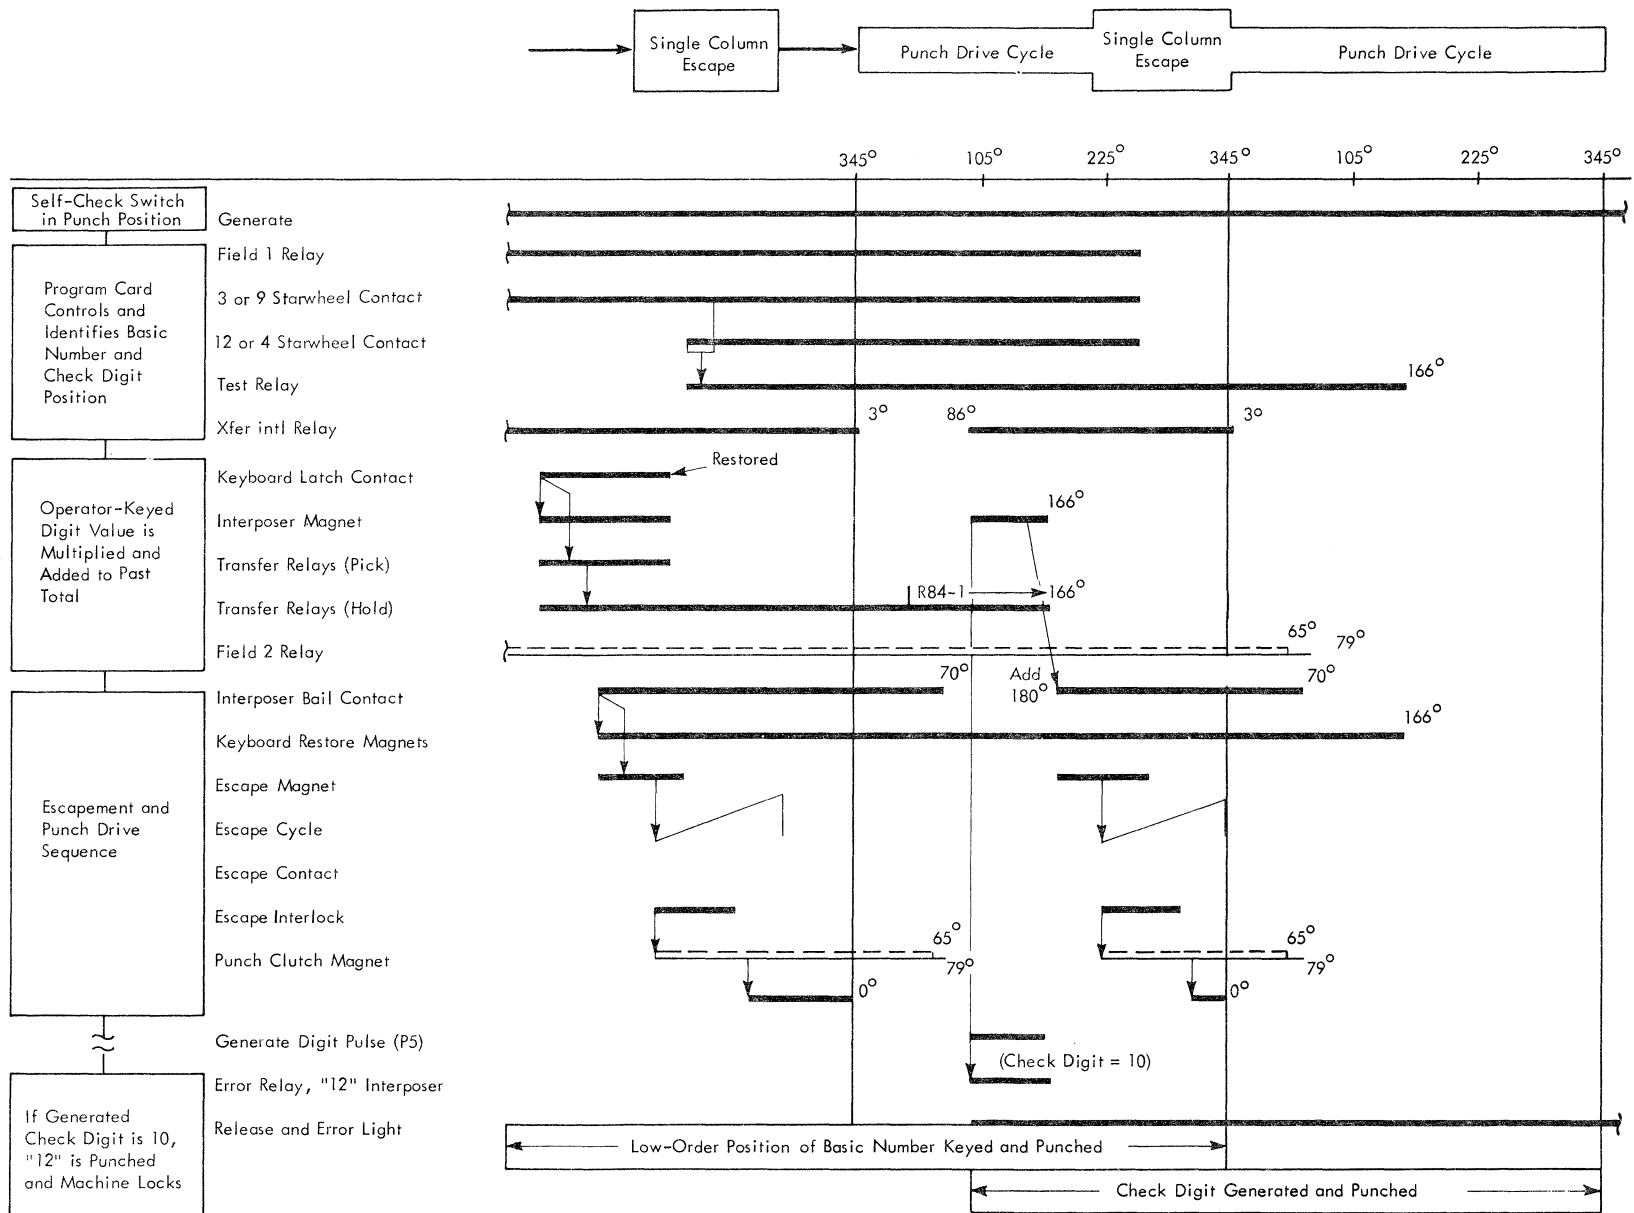 Single Column
Escape
Punch Drive Cycle
Single Column
Escape
Punch Drive Cycle
345° 105° 225° 345° 105° 225° 345°
Self-Check Switch
in Punch Position
Generate
Program Card
Controls and
Identifies Basic
Number and
Check Digit
Position
Field 1 Relay
3 or 9 Starwheel Contact
12 or 4 Starwheel Contact
Test Relay
166°
Xfer intl Relay
3° 86° 3°
Operator-Keyed
Digit Value is
Multiplied and
Added to Past
Total
Keyboard Latch Contact
Restored
Interposer Magnet
166°
Transfer Relays (Pick)
Transfer Relays (Hold)
R84-1
166°
Field 2 Relay
65°
79°
Escapement and
Punch Drive
Sequence
Interposer Bail Contact
70°
Add
180°
70°
Keyboard Restore Magnets
166°
Escape Magnet
Escape Cycle
Escape Contact
Escape Interlock
Punch Clutch Magnet
65°
79°
65°
79°
0°
0°
Generate Digit Pulse (P5)
(Check Digit = 10)
Error Relay, "12" Interposer
If Generated
Check Digit is 10,
"12" is Punched
and Machine Locks
Release and Error Light
Low-Order Position of Basic Number Keyed and Punched
Check Digit Generated and Punched